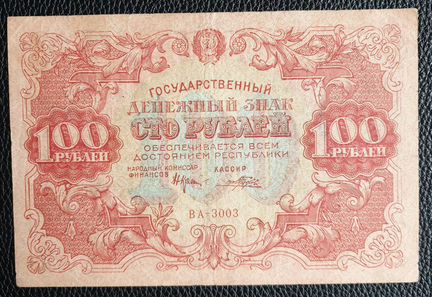 ГОСУДАРСТВЕННЫЙ
ДЕНЕЖНЫЙ ЗНАК
СТО РУБЛЕЙ
100
РУБЛЕЙ
100
РУБЛЕЙ
ОБЕСПЕЧИВАЕТСЯ ВСЕМ
ДОСТОЯНИЕМ РЕСПУБЛИКИ
НАРОДНЫЙ КОМИССАР
ФИНАНСОВ
КАССИР
ВА-3003